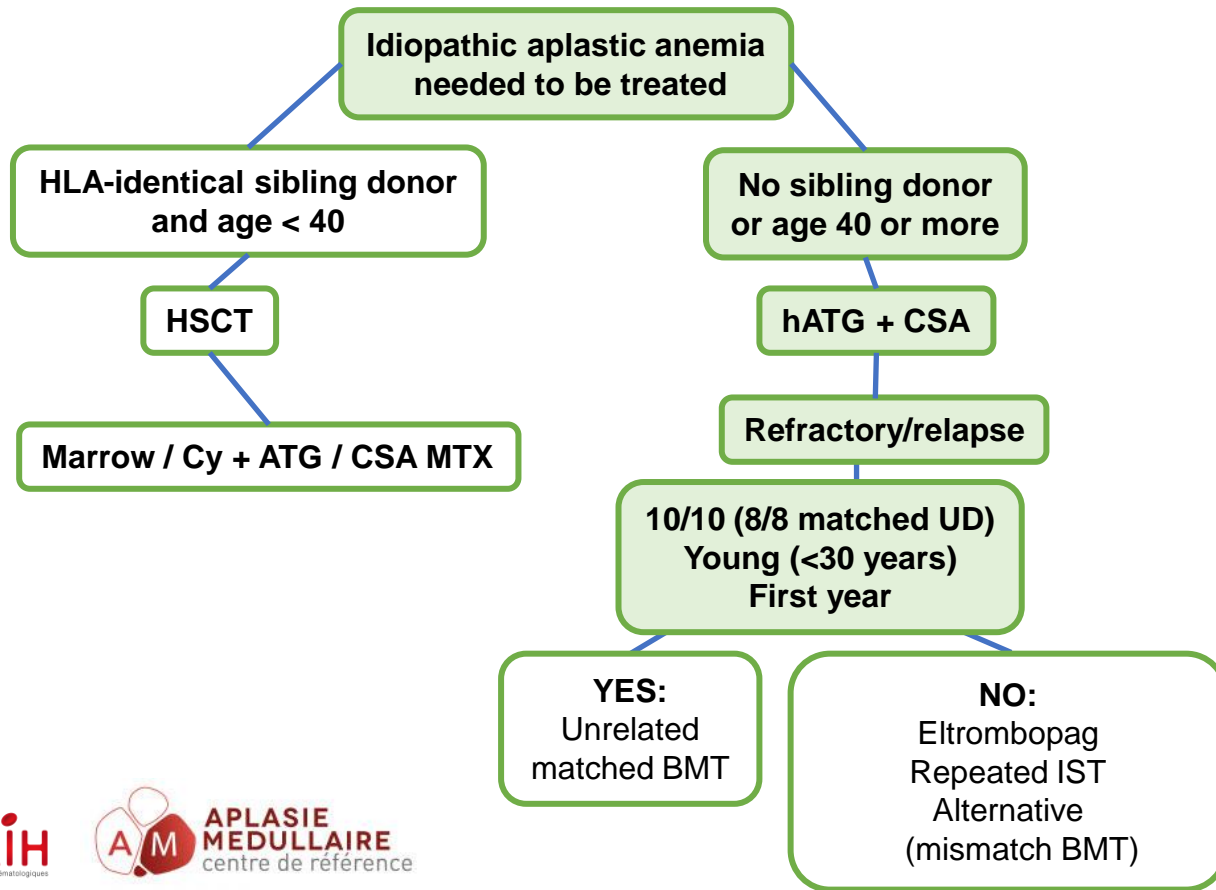 Idiopathic aplastic anemia
needed to be treated
HLA-identical sibling donor
and age < 40
No sibling donor
or age 40 or more
HSCT
hATG + CSA
Marrow / Cy + ATG / CSA MTX
Refractory/relapse
10/10 (8/8 matched UD)
Young (<30 years)
First year
YES:
Unrelated
matched BMT
NO:
Eltrombopag
Repeated IST
Alternative
(mismatch BMT)
iH
AM
APLASIE
MEDULLAIRE
centre de référence